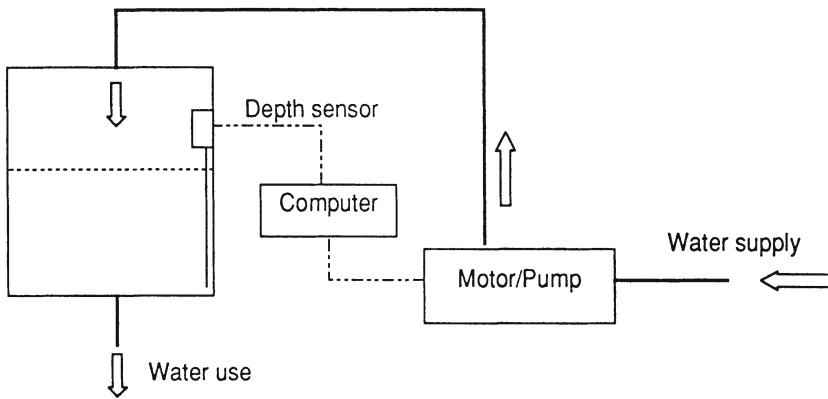 Depth sensor
Computer
Water supply
Motor/Pump
Water use